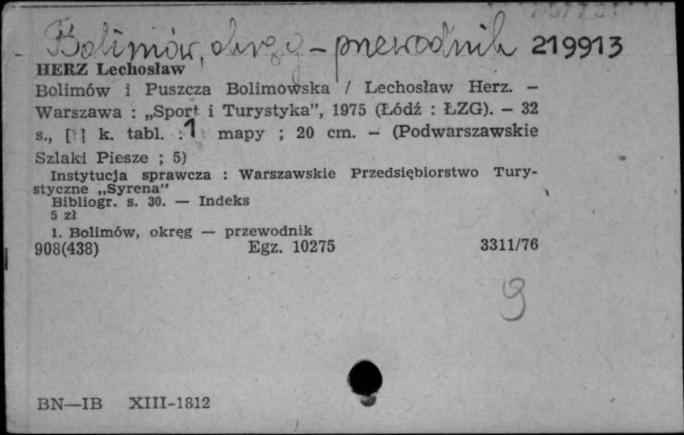 Bolimów, okręg – przewodnik 219913
HERZ Lechosław
Bolimów i Puszcza Bolimowska / Lechosław Herz. –
Warszawa : „Sport i Turystyka”, 1975 (Łódź : ŁZG). – 32
s., [1] k. tabl. : mapy ; 20 cm. – (Podwarszawskie
Szlaki Piesze ; 5)
Instytucja sprawcza : Warszawskie Przedsiębiorstwo Tury-
styczne „Syrena”
Bibliogr. s. 30. — Indeks
5 zł
1. Bolimów, okręg — przewodnik
908(438) Egz. 10275 3311/76
9
BN—IB XIII-1812